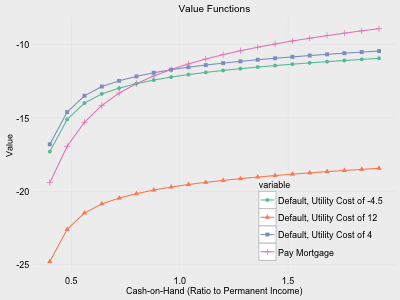 Value Functions
-10
-15
-20
-25
Value
variable
Default, Utility Cost of -4.5
Default, Utility Cost of 12
Default, Utility Cost of 4
Pay Mortgage
0.5 1.0 1.5
Cash-on-Hand (Ratio to Permanent Income)